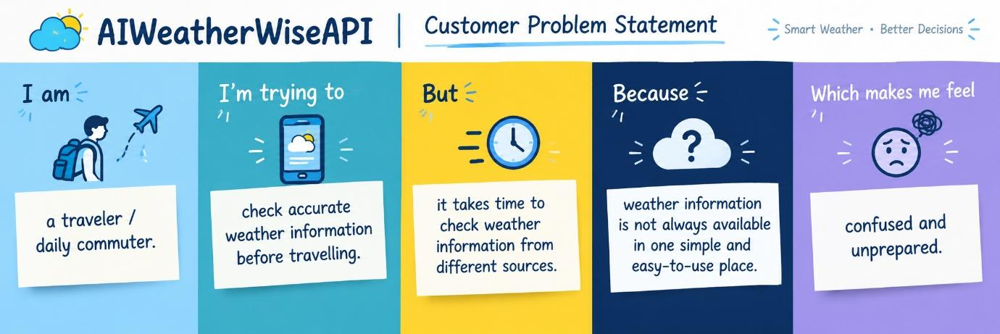 AIWeatherWiseAPI
Customer Problem Statement
Smart Weather • Better Decisions
I am
a traveler /
daily commuter.
I'm trying to
check accurate
weather information
before travelling.
But
it takes time to
check weather
information from
different sources.
Because
?
weather information
is not always available
in one simple and
easy-to-use place.
Which makes me feel
confused and
unprepared.